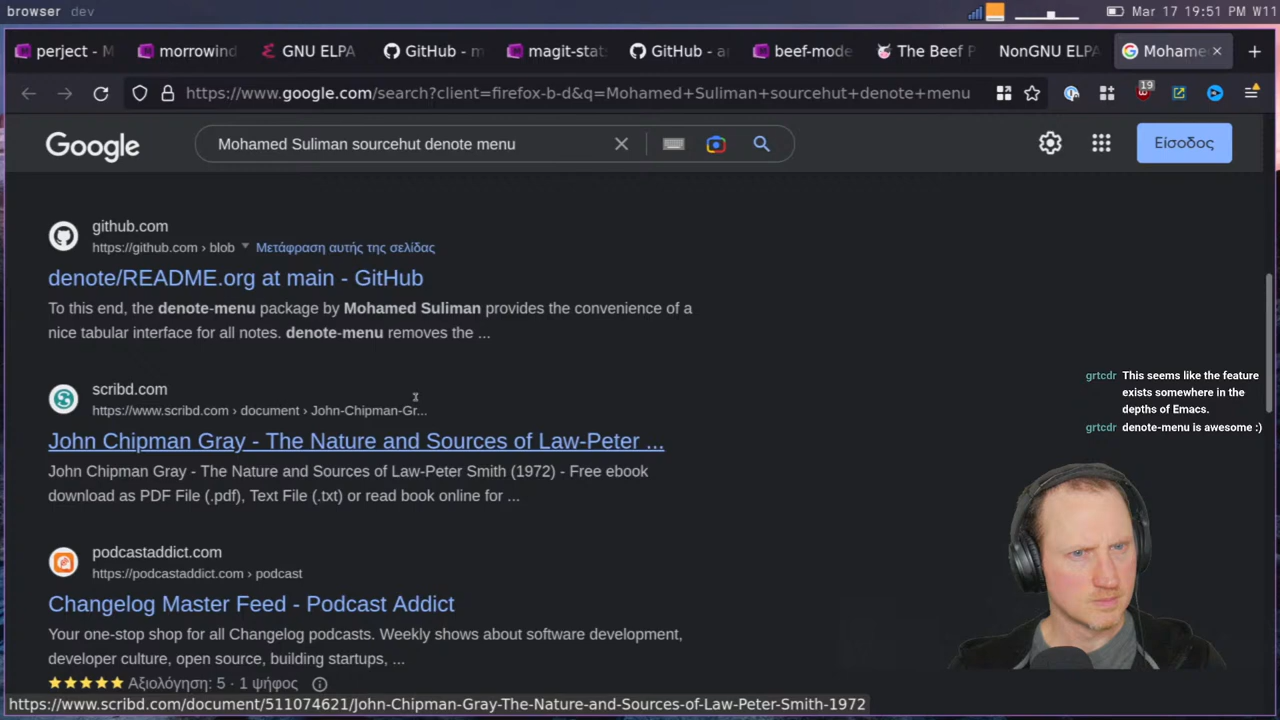 browser dev
Mar 17 19:51 PM W11
perject - M
morrowind
GNU ELPA
GitHub - m
magit-stats
GitHub - ar
beef-mode
The Beef P
NonGNU ELPA
Mohame
https://www.google.com/search?client=firefox-b-d&q=Mohamed+Suliman+sourcehut+denote+menu
19
Google
Mohamed Suliman sourcehut denote menu
Είσοδος
github.com
https://github.com › blob
Μετάφραση αυτής της σελίδας
denote/README.org at main - GitHub
To this end, the denote-menu package by Mohamed Suliman provides the convenience of a
nice tabular interface for all notes. denote-menu removes the ...
scribd.com
https://www.scribd.com › document › John-Chipman-Gr...
John Chipman Gray - The Nature and Sources of Law-Peter ...
John Chipman Gray - The Nature and Sources of Law-Peter Smith (1972) - Free ebook
download as PDF File (.pdf), Text File (.txt) or read book online for ...
podcastaddict.com
https://podcastaddict.com › podcast
Changelog Master Feed - Podcast Addict
Your one-stop shop for all Changelog podcasts. Weekly shows about software development,
developer culture, open source, building startups, ...
Αξιολόγηση: 5 · 1 ψήφος
grtcdr This seems like the feature
exists somewhere in the
depths of Emacs.
grtcdr denote-menu is awesome :)
https://www.scribd.com/document/511074621/John-Chipman-Gray-The-Nature-and-Sources-of-Law-Peter-Smith-1972